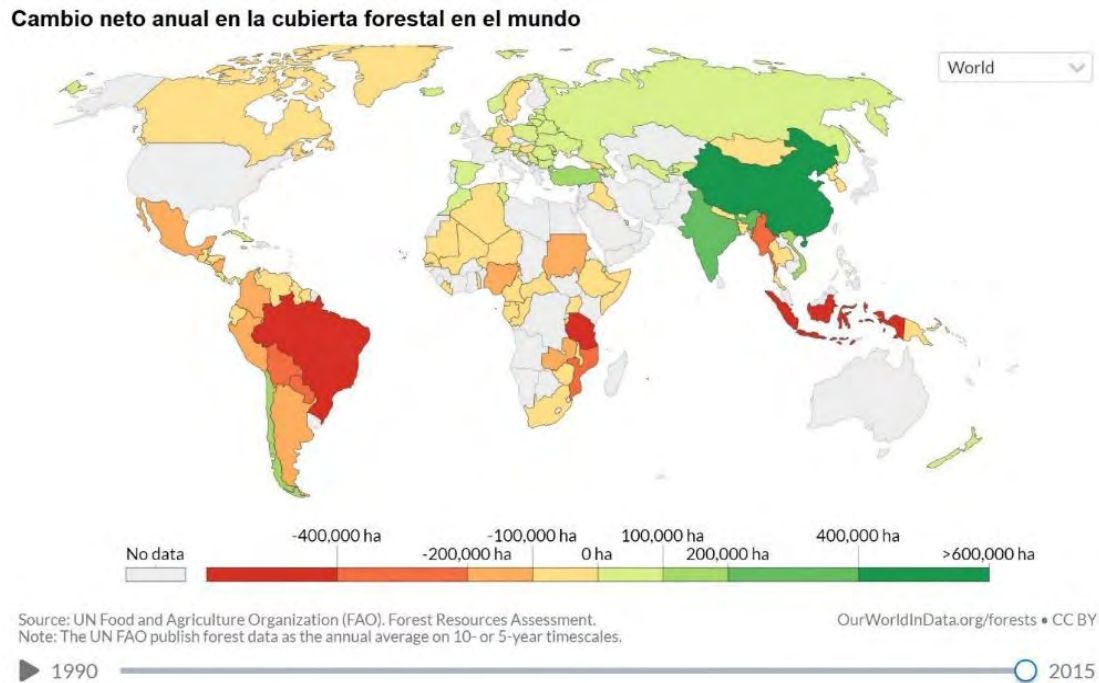 Cambio neto anual en la cubierta forestal en el mundo
World
-400,000 ha -100,000 ha 100,000 ha 400,000 ha
No data -200,000 ha 0 ha 200,000 ha >600,000 ha
Source: UN Food and Agriculture Organization (FAO). Forest Resources Assessment. OurWorldInData.org/forests • CC BY
Note: The UN FAO publish forest data as the annual average on 10- or 5-year timescales.
1990 2015